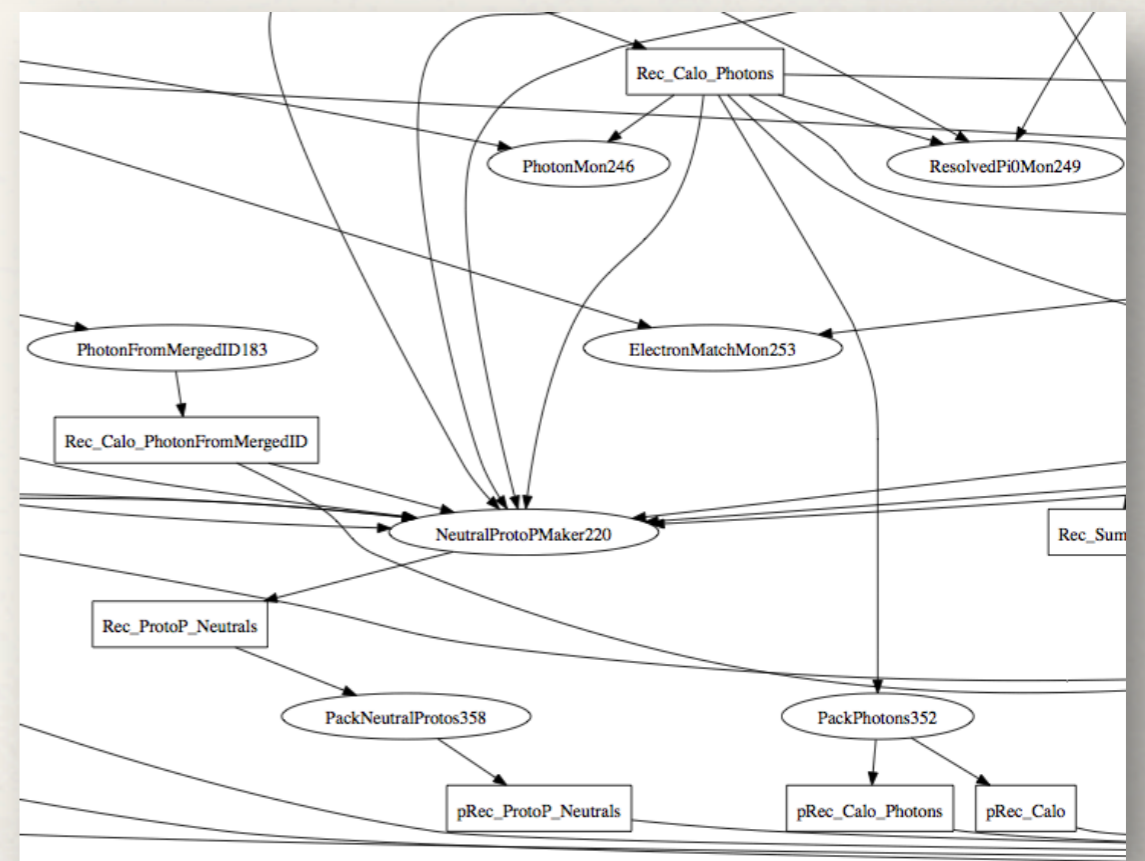 Rec_Calo_Photons
PhotonMon246
ResolvedPi0Mon249
PhotonFromMergedID183
ElectronMatchMon253
Rec_Calo_PhotonFromMergedID
NeutralProtoPMaker220
Rec_Sum
Rec_ProtoP_Neutrals
PackNeutralProtos358
PackPhotons352
pRec_ProtoP_Neutrals
pRec_Calo_Photons
pRec_Calo